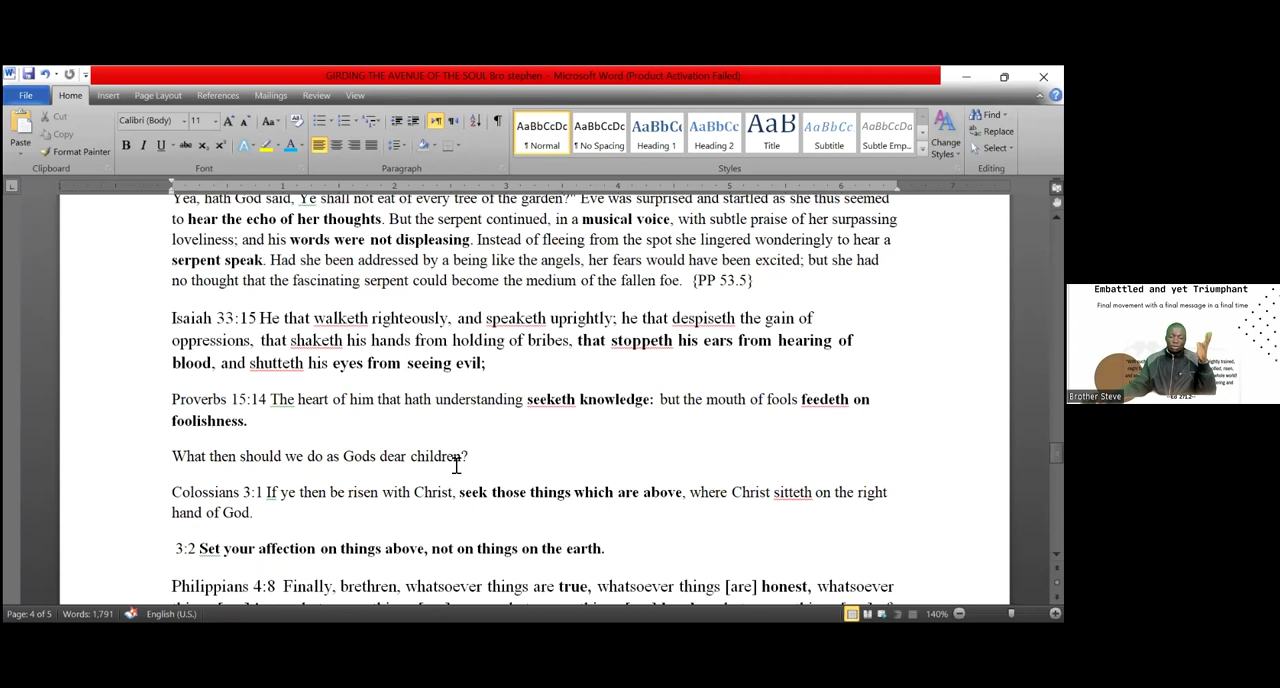 GIRDING THE AVENUE OF THE SOUL Bro stephen - Microsoft Word (Product Activation Failed)
File Home Insert Page Layout References Mailings Review View
Cut
Copy
Paste
Format Painter
Calibri (Body) 11
AaBbCcDc AaBbCcDc AaBbC AaBbCc AaB AaBbCc AaBbCcDc
¶ Normal ¶ No Spacing Heading 1 Heading 2 Title Subtitle Subtle Emp...
Change Styles
Find
Replace
Select
Clipboard Font Paragraph Styles Editing
1 2 3 4 5 6 7
Yea, hath God said, Ye shall not eat of every tree of the garden?" Eve was surprised and startled as she thus seemed
to hear the echo of her thoughts. But the serpent continued, in a musical voice, with subtle praise of her surpassing
loveliness; and his words were not displeasing. Instead of fleeing from the spot she lingered wonderingly to hear a
serpent speak. Had she been addressed by a being like the angels, her fears would have been excited; but she had
no thought that the fascinating serpent could become the medium of the fallen foe. {PP 53.5}
Isaiah 33:15 He that walketh righteously, and speaketh uprightly; he that despiseth the gain of
oppressions, that shaketh his hands from holding of bribes, that stoppeth his ears from hearing of
blood, and shutteth his eyes from seeing evil;
Proverbs 15:14 The heart of him that hath understanding seeketh knowledge: but the mouth of fools feedeth on
foolishness.
What then should we do as Gods dear children?
Colossians 3:1 If ye then be risen with Christ, seek those things which are above, where Christ sitteth on the right
hand of God.
3:2 Set your affection on things above, not on things on the earth.
Philippians 4:8 Finally, brethren, whatsoever things are true, whatsoever things [are] honest, whatsoever
Page: 4 of 5 Words: 1,791 English (U.S.) 140%
Embattled and yet Triumphant
Final movement with a final message in a final time
Brother Steve